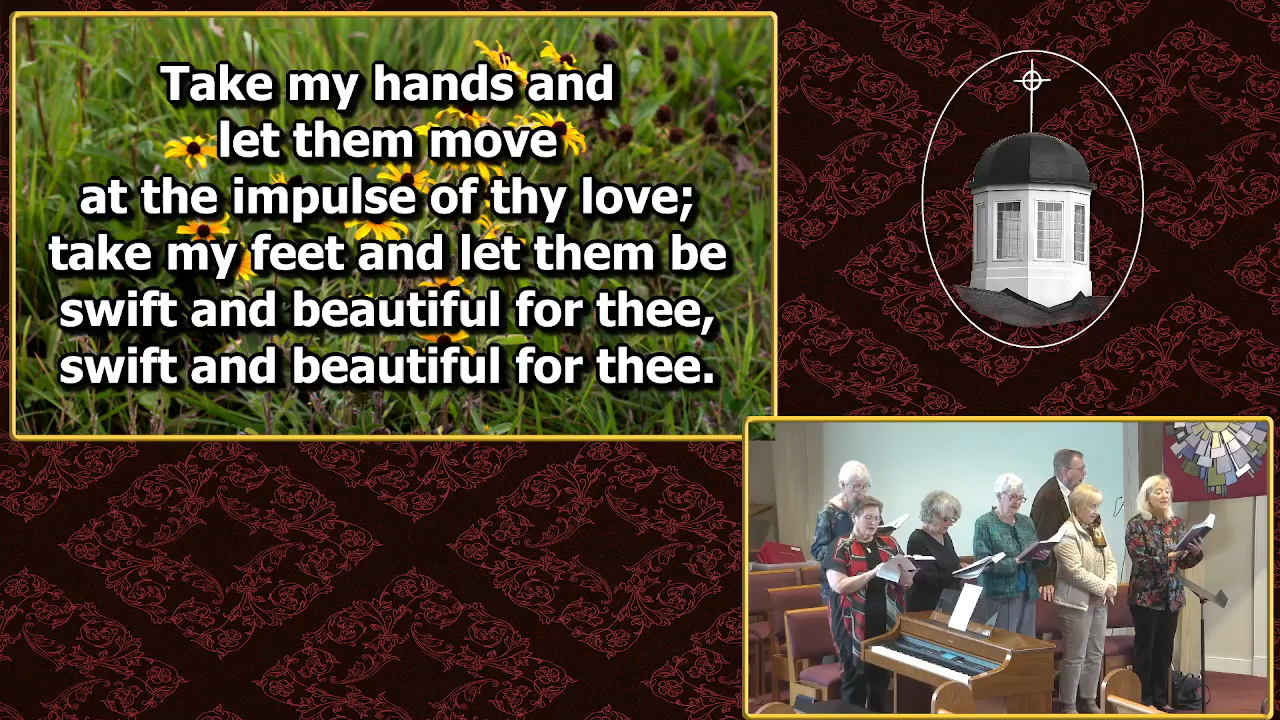 Take my hands and
let them move
at the impulse of thy love;
take my feet and let them be
swift and beautiful for thee,
swift and beautiful for thee.